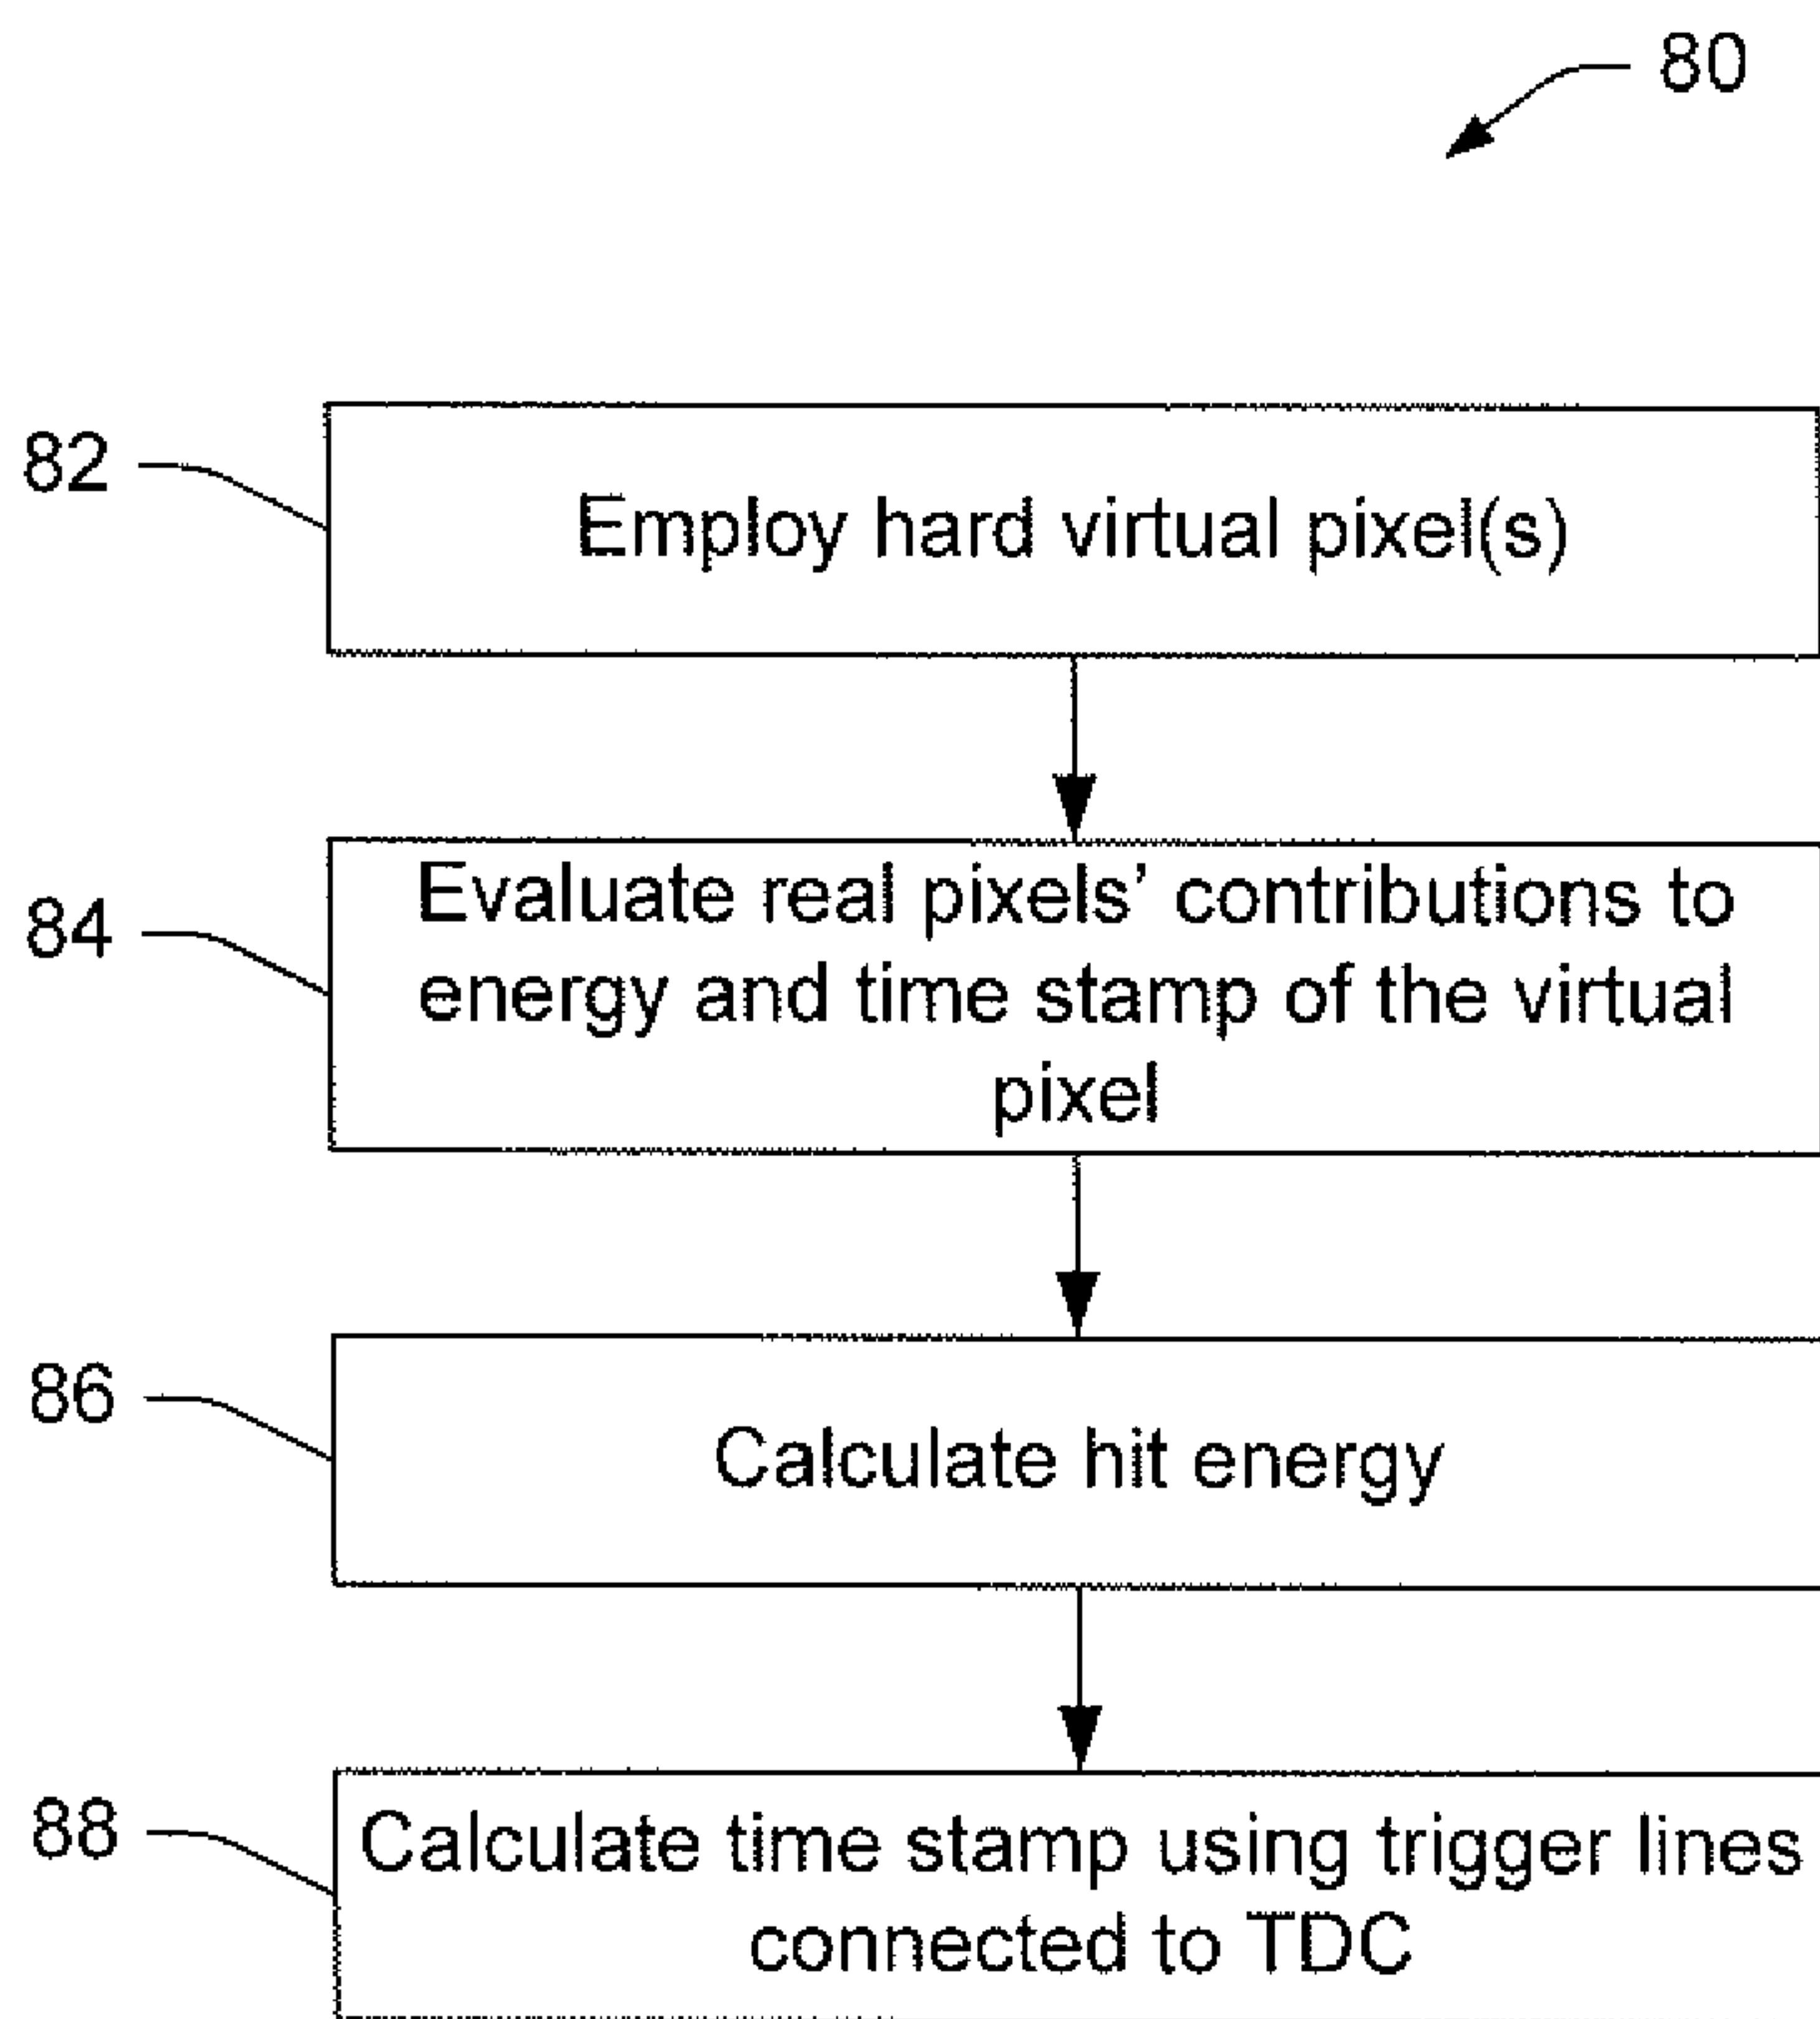 80
82
Employ hard virtual pixel(s)
84
Evaluate real pixels’ contributions to
energy and time stamp of the virtual
pixel
86
Calculate hit energy
88
Calculate time stamp using trigger lines
connected to TDC